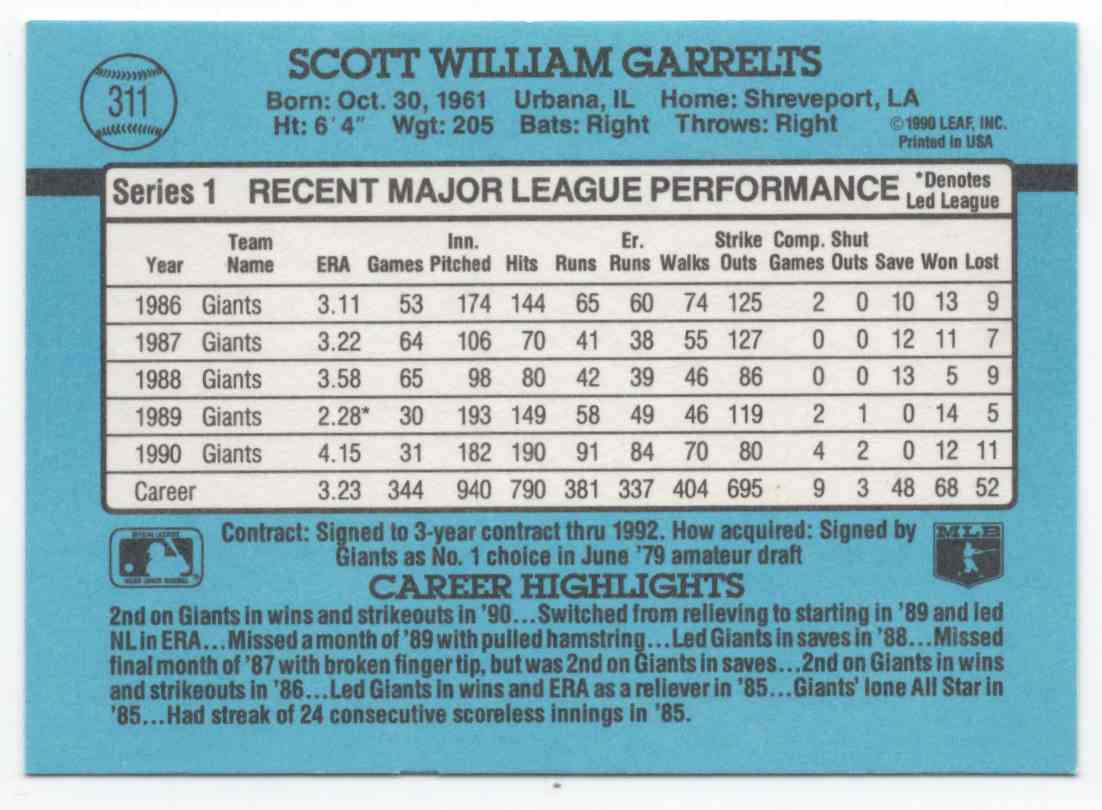 311
SCOTT WILLIAM GARRELTS
Born: Oct. 30, 1961 Urbana, IL Home: Shreveport, LA
Ht: 6'4" Wgt: 205 Bats: Right Throws: Right
©1990 LEAF, INC.
Printed in USA
Series 1 RECENT MAJOR LEAGUE PERFORMANCE *Denotes Led League
Year Team Name ERA Games Inn. Pitched Hits Runs Er. Runs Walks Strike Outs Comp. Games Shut Outs Save Won Lost
1986 Giants 3.11 53 174 144 65 60 74 125 2 0 10 13 9
1987 Giants 3.22 64 106 70 41 38 55 127 0 0 12 11 7
1988 Giants 3.58 65 98 80 42 39 46 86 0 0 13 5 9
1989 Giants 2.28* 30 193 149 58 49 46 119 2 1 0 14 5
1990 Giants 4.15 31 182 190 91 84 70 80 4 2 0 12 11
Career 3.23 344 940 790 381 337 404 695 9 3 48 68 52
Contract: Signed to 3-year contract thru 1992. How acquired: Signed by
Giants as No. 1 choice in June '79 amateur draft
MLB
CAREER HIGHLIGHTS
2nd on Giants in wins and strikeouts in '90...Switched from relieving to starting in '89 and led
NL in ERA...Missed a month of '89 with pulled hamstring...Led Giants in saves in '88...Missed
final month of '87 with broken finger tip, but was 2nd on Giants in saves...2nd on Giants in wins
and strikeouts in '86...Led Giants in wins and ERA as a reliever in '85...Giants' lone All Star in
'85...Had streak of 24 consecutive scoreless innings in '85.